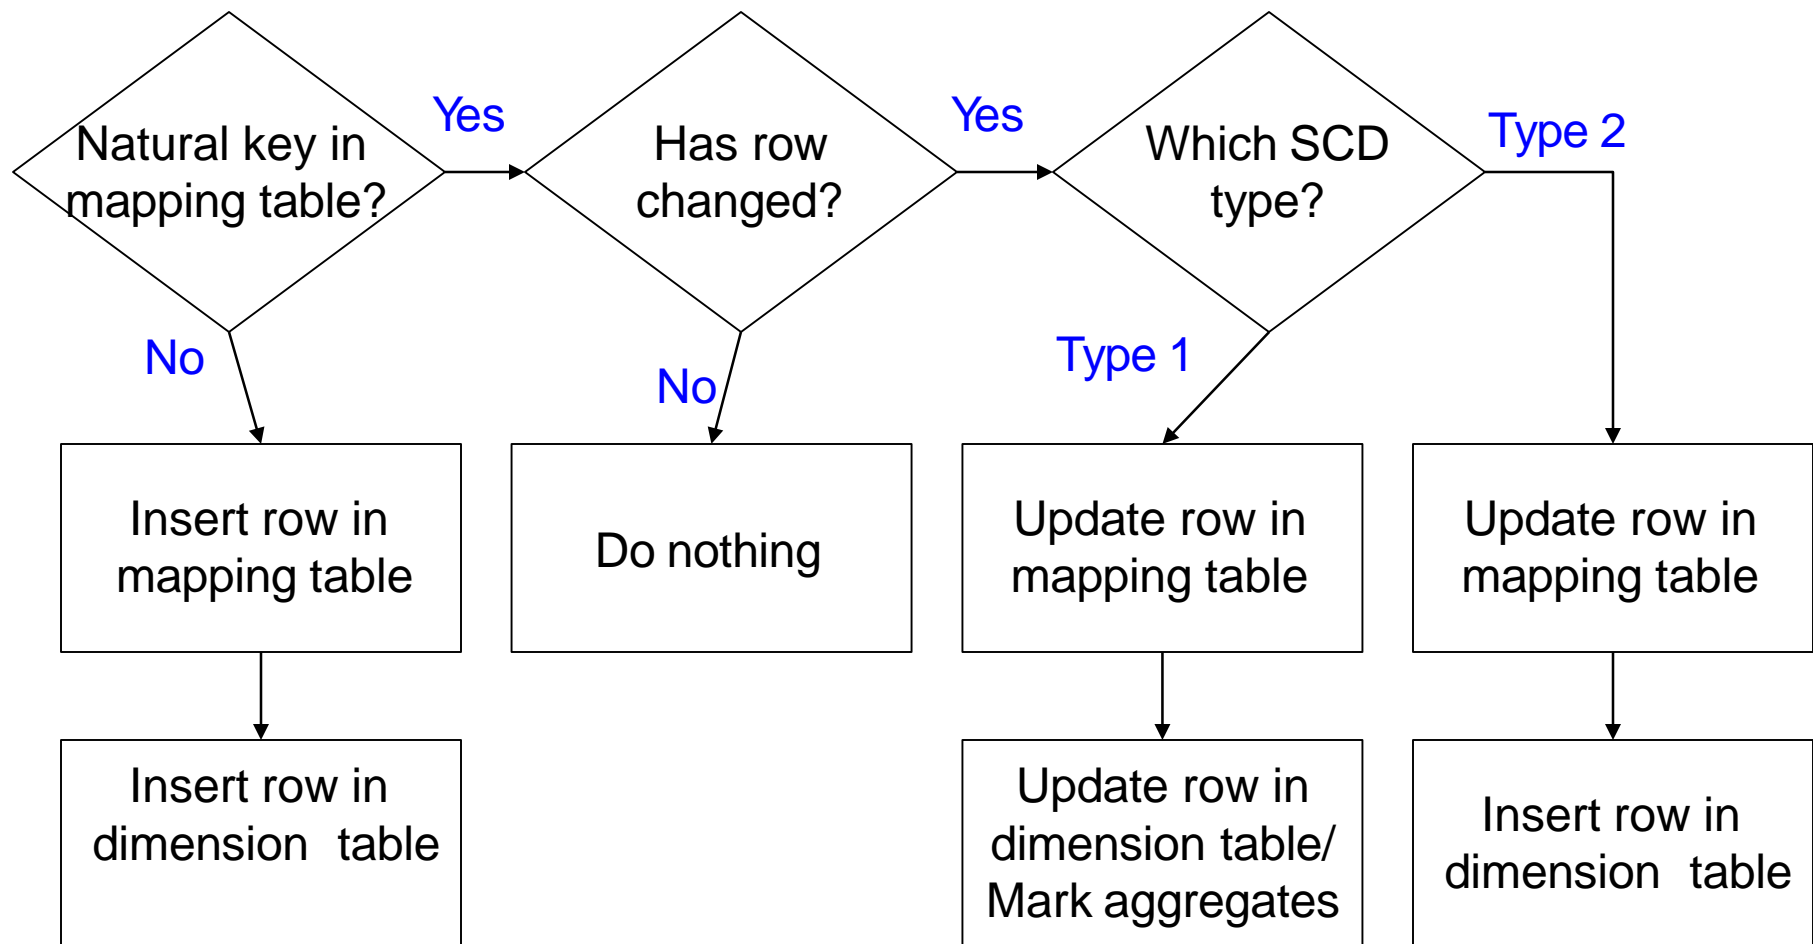 Natural key in
mapping table?
Yes
Has row
changed?
Yes
Which SCD
type?
Type 2
No
No
Type 1
Insert row in
mapping table
Do nothing
Update row in
mapping table
Update row in
mapping table
Insert row in
dimension table
Update row in
dimension table/
Mark aggregates
Insert row in
dimension table